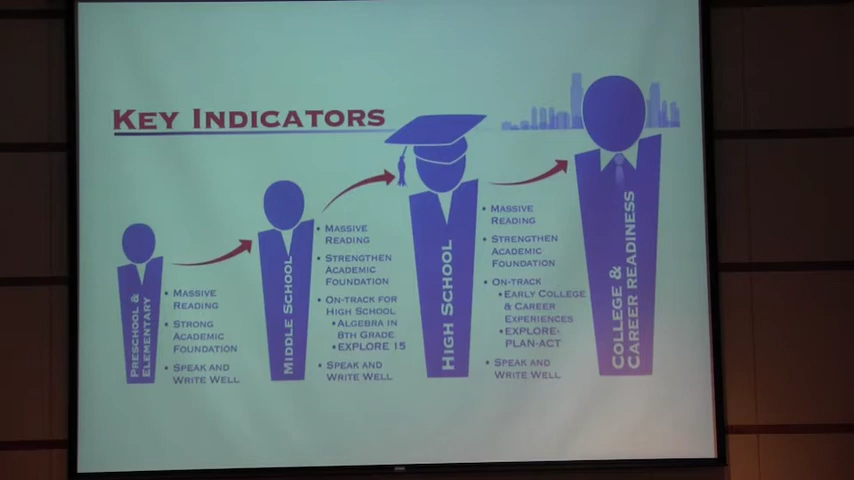 KEY INDICATORS
PRESCHOOL &
ELEMENTARY
• MASSIVE
READING
• STRONG
ACADEMIC
FOUNDATION
• SPEAK AND
WRITE WELL
MIDDLE SCHOOL
• MASSIVE
READING
• STRENGTHEN
ACADEMIC
FOUNDATION
• ON-TRACK FOR
HIGH SCHOOL
• ALGEBRA IN
8TH GRADE
• EXPLORE 15
• SPEAK AND
WRITE WELL
HIGH SCHOOL
• MASSIVE
READING
• STRENGTHEN
ACADEMIC
FOUNDATION
• ON-TRACK
• EARLY COLLEGE
& CAREER
EXPERIENCES
• EXPLORE-
PLAN-ACT
• SPEAK AND
WRITE WELL
COLLEGE &
CAREER READINESS